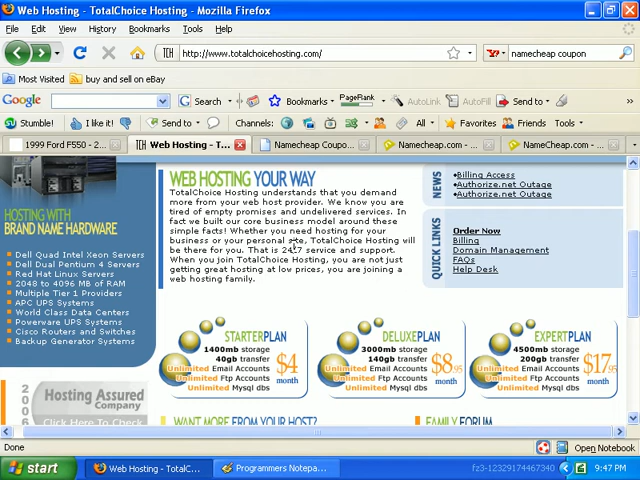 Web Hosting - TotalChoice Hosting - Mozilla Firefox
File Edit View History Bookmarks Tools Help
TCH http://www.totalchoicehosting.com/ namecheap coupon
Most Visited buy and sell on eBay
Google Search Bookmarks PageRank AutoLink AutoFill Send to
Stumble! I like it! Send to Channels: All Favorites Friends Tools
1999 Ford F550 - 2... TCH Web Hosting - T... Namecheap Coupo... NameCheap.com - ... NameCheap.com - ...
WEB HOSTING YOUR WAY
TotalChoice Hosting understands that you demand
more from your web host provider. We know you are
tired of empty promises and undelivered services. In
fact we built our core business model around these
simple facts! Whether you need hosting for your
business or your personal site, TotalChoice Hosting will
be there for you. That is 24x7 service and support.
When you join TotalChoice Hosting, you are not just
getting great hosting at low prices, you are joining a
web hosting family.
NEWS
•Billing Access
•Authorize.net Outage
•Authorize.net Outage
QUICK LINKS
Order Now
Billing
Domain Management
FAQs
Help Desk
HOSTING WITH
BRAND NAME HARDWARE
Dell Quad Intel Xeon Servers
Dell Dual Pentium 4 Servers
Red Hat Linux Servers
2048 to 4096 MB of RAM
Multiple Tier 1 Providers
APC UPS Systems
World Class Data Centers
Powerware UPS Systems
Cisco Routers and Switches
Backup Generator Systems
2006
Hosting Assured
Company
Click Here To Check
STARTERPLAN
1400mb storage
40gb transfer
Unlimited Email Accounts
Unlimited Ftp Accounts
Unlimited Mysql dbs
$4
month
DELUXEPLAN
3000mb storage
140gb transfer
Unlimited Email Accounts
Unlimited Ftp Accounts
Unlimited Mysql dbs
$8.95
month
EXPERTPLAN
4500mb storage
200gb transfer
Unlimited Email Accounts
Unlimited Ftp Accounts
Unlimited Mysql dbs
$17.95
month
WANT MORE FROM YOUR HOST?
FAMILY FORUM
Done Open Notebook
start Web Hosting - TotalC... Programmers Notepa... fz3-12329174467340 9:47 PM